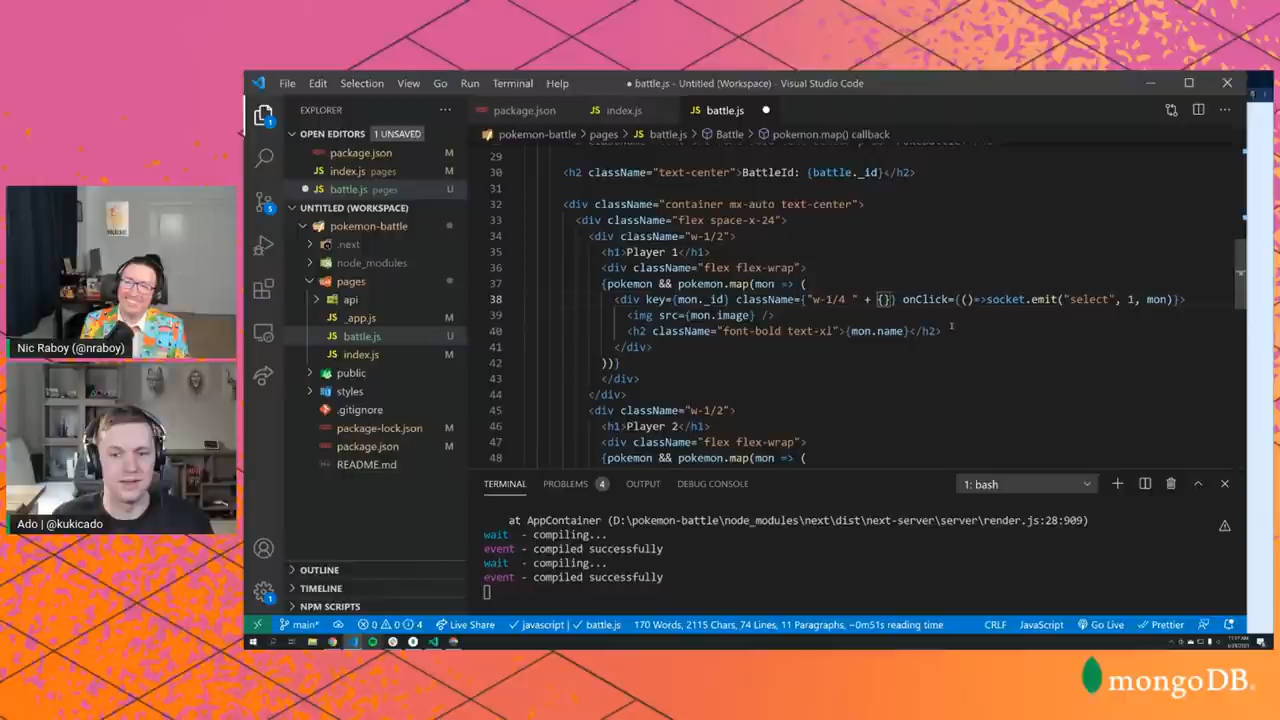 File Edit Selection View Go Run Terminal Help
● battle.js - Untitled (Workspace) - Visual Studio Code
EXPLORER
OPEN EDITORS 1 UNSAVED
package.json M
index.js pages M
battle.js pages U
UNTITLED (WORKSPACE)
pokemon-battle
.next
node_modules
pages
api
_app.js
battle.js U
index.js M
public
styles
.gitignore
package-lock.json M
package.json M
README.md
OUTLINE
TIMELINE
NPM SCRIPTS
package.json index.js battle.js
pokemon-battle > pages > battle.js > Battle > pokemon.map() callback
29
30 <h2 className="text-center">BattleId: {battle._id}</h2>
31
32 <div className="container mx-auto text-center">
33 <div className="flex space-x-24">
34 <div className="w-1/2">
35 <h1>Player 1</h1>
36 <div className="flex flex-wrap">
37 {pokemon && pokemon.map(mon => (
38 <div key={mon._id} className={"w-1/4 " + {}} onClick={()=>socket.emit("select", 1, mon)}>
39 <img src={mon.image} />
40 <h2 className="font-bold text-xl">{mon.name}</h2>
41 </div>
42 ))}
43 </div>
44 </div>
45 <div className="w-1/2">
46 <h1>Player 2</h1>
47 <div className="flex flex-wrap">
48 {pokemon && pokemon.map(mon => (
TERMINAL PROBLEMS 4 OUTPUT DEBUG CONSOLE 1: bash
at AppContainer (D:\pokemon-battle\node_modules\next\dist\next-server\server\render.js:28:909)
wait - compiling...
event - compiled successfully
wait - compiling...
event - compiled successfully
main* 0 0 4 Live Share javascript | battle.js 170 Words, 2115 Chars, 74 Lines, 11 Paragraphs, ~0m51s reading time CRLF JavaScript Go Live Prettier
Nic Raboy (@nraboy)
Ado | @kukicado
mongoDB.